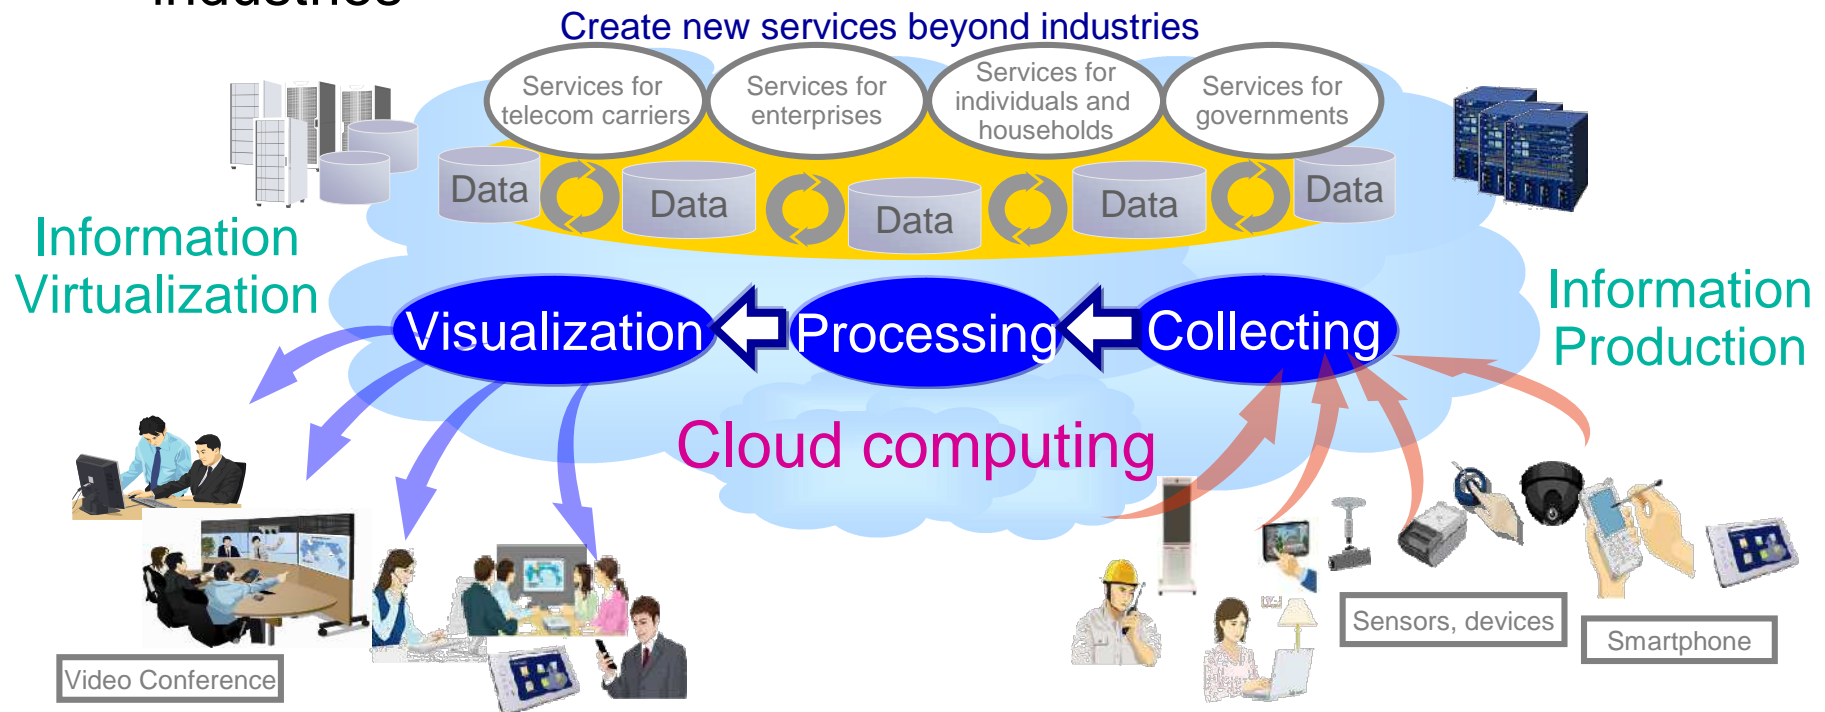 industries
Create new services beyond industries
Services for
telecom carriers
Services for
enterprises
Services for
individuals and
households
Services for
governments
Data
Data
Data
Data
Data
Information
Virtualization
Information
Production
Visualization
Processing
Collecting
Cloud computing
Sensors, devices
Smartphone
Video Conference